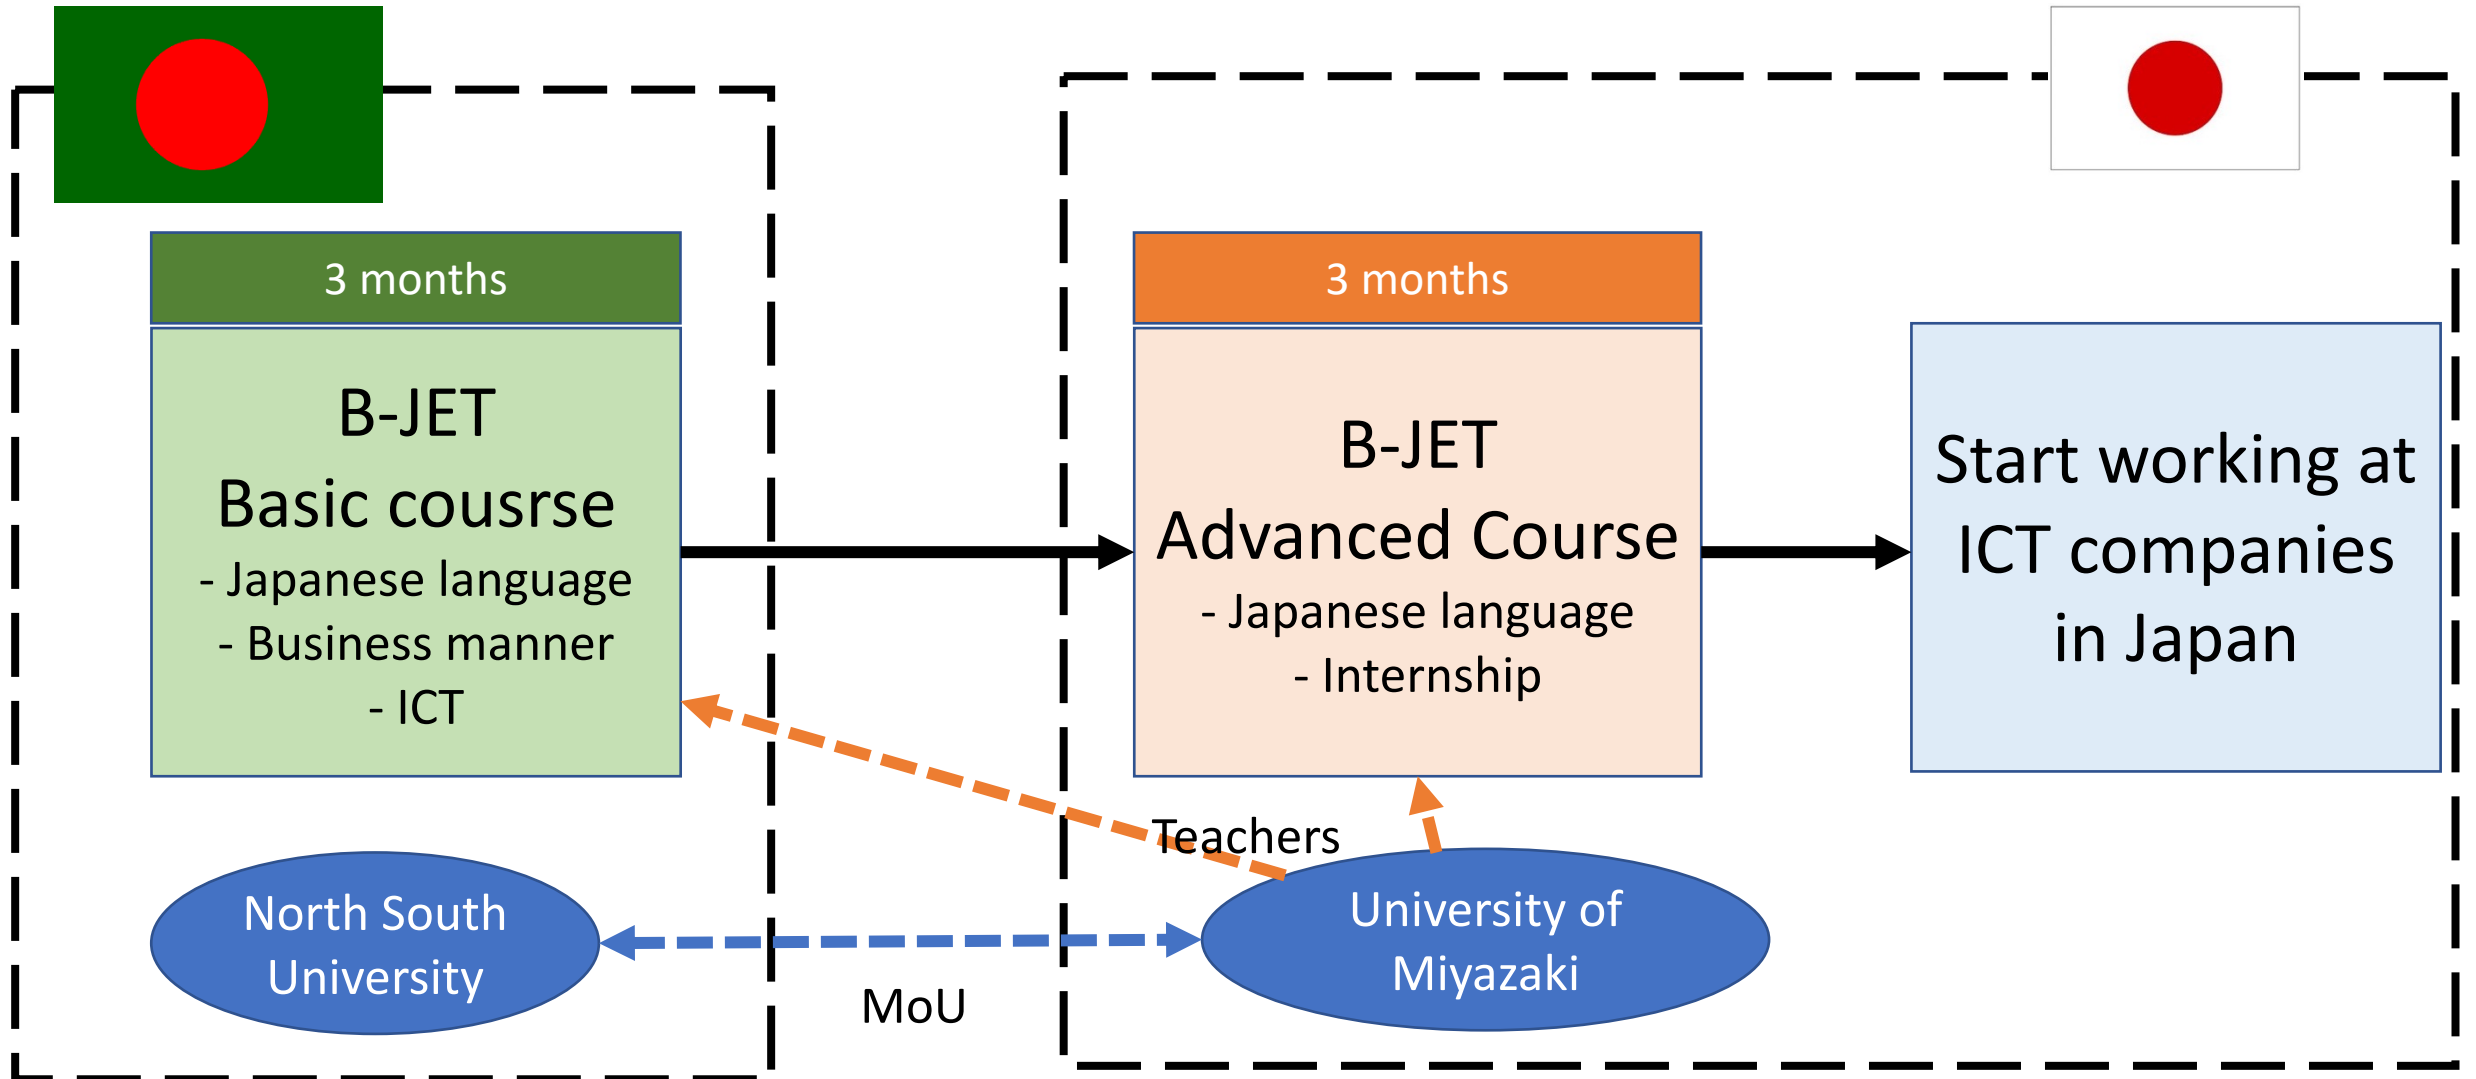 3 months
B-JET
Basic cousrse
- Japanese language
- Business manner
- ICT
North South
University
MoU
3 months
B-JET
Advanced Course
- Japanese language
- Internship
Teachers
University of
Miyazaki
Start working at
ICT companies
in Japan